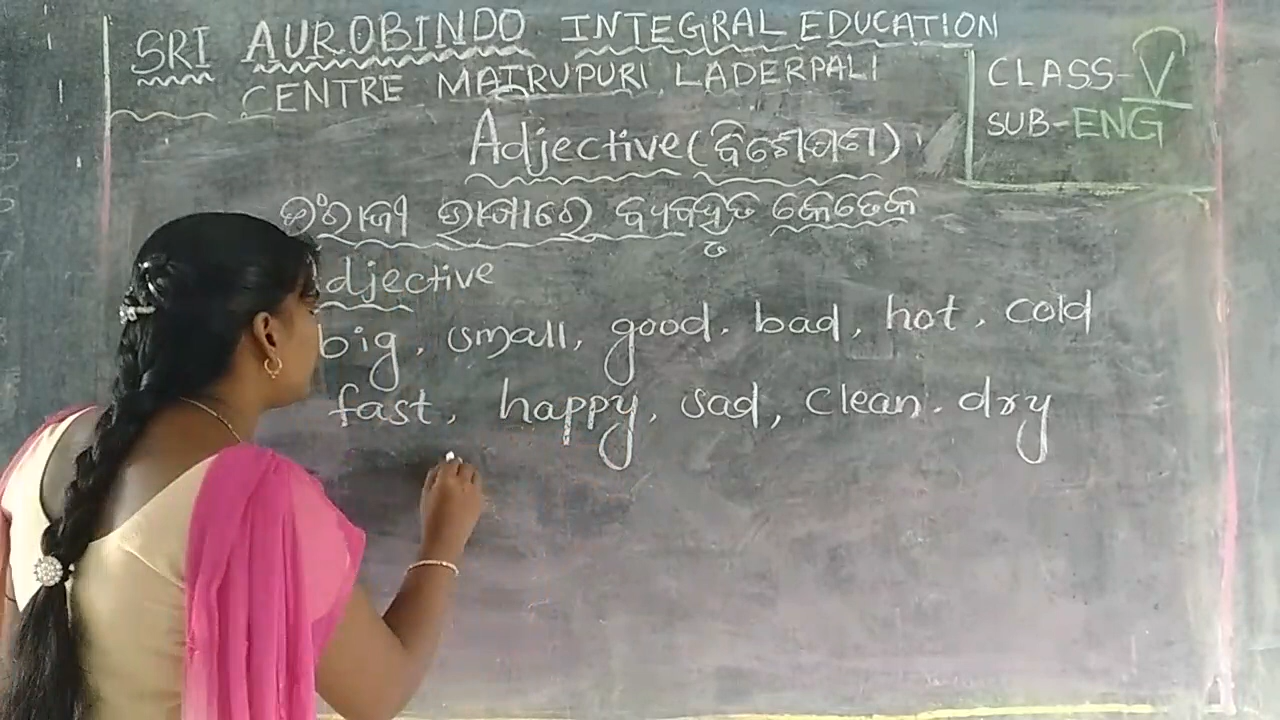 SRI AUROBINDO INTEGRAL EDUCATION
CENTRE MATRUPURI, LADERPALI
CLASS-V
SUB-ENG
Adjective (ବିଶେଷଣ)
ଇଂରାଜୀ ଭାଷାରେ ବ୍ୟବହୃତ କେତେକ
djective
big, small, good, bad, hot, cold
fast, happy, sad, clean, dry